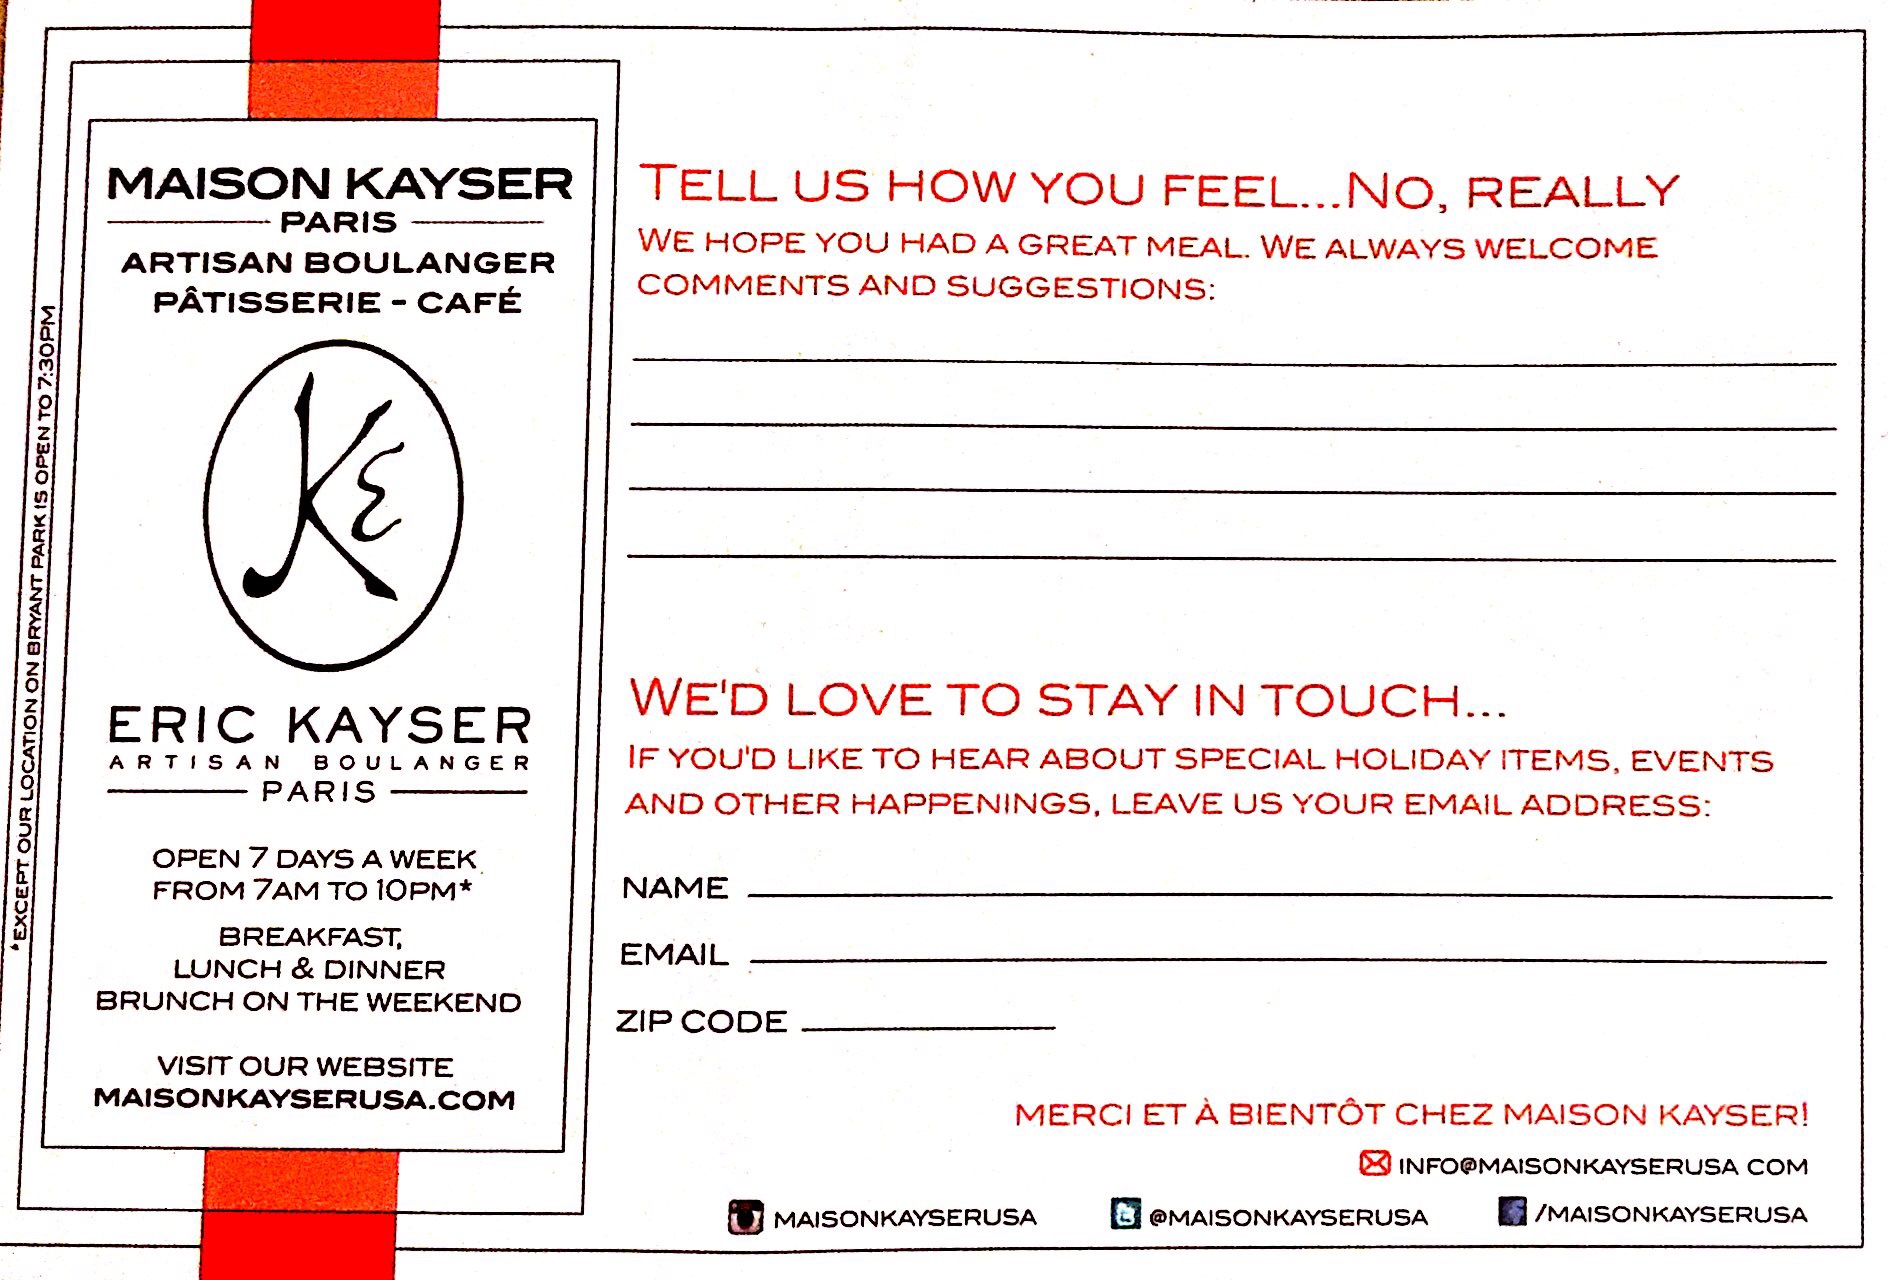 MAISON KAYSER
PARIS
ARTISAN BOULANGER
PÂTISSERIE - CAFÉ
KE
ERIC KAYSER
ARTISAN BOULANGER
PARIS
OPEN 7 DAYS A WEEK
FROM 7AM TO 10PM*
BREAKFAST,
LUNCH & DINNER
BRUNCH ON THE WEEKEND
VISIT OUR WEBSITE
MAISONKAYSERUSA.COM
*EXCEPT OUR LOCATION ON BRYANT PARK IS OPEN TO 7:30PM
TELL US HOW YOU FEEL...NO, REALLY
WE HOPE YOU HAD A GREAT MEAL. WE ALWAYS WELCOME
COMMENTS AND SUGGESTIONS:
WE'D LOVE TO STAY IN TOUCH...
IF YOU'D LIKE TO HEAR ABOUT SPECIAL HOLIDAY ITEMS, EVENTS
AND OTHER HAPPENINGS, LEAVE US YOUR EMAIL ADDRESS:
NAME
EMAIL
ZIP CODE
MERCI ET À BIENTÔT CHEZ MAISON KAYSER!
INFO@MAISONKAYSERUSA COM
MAISONKAYSERUSA
@MAISONKAYSERUSA
/MAISONKAYSERUSA